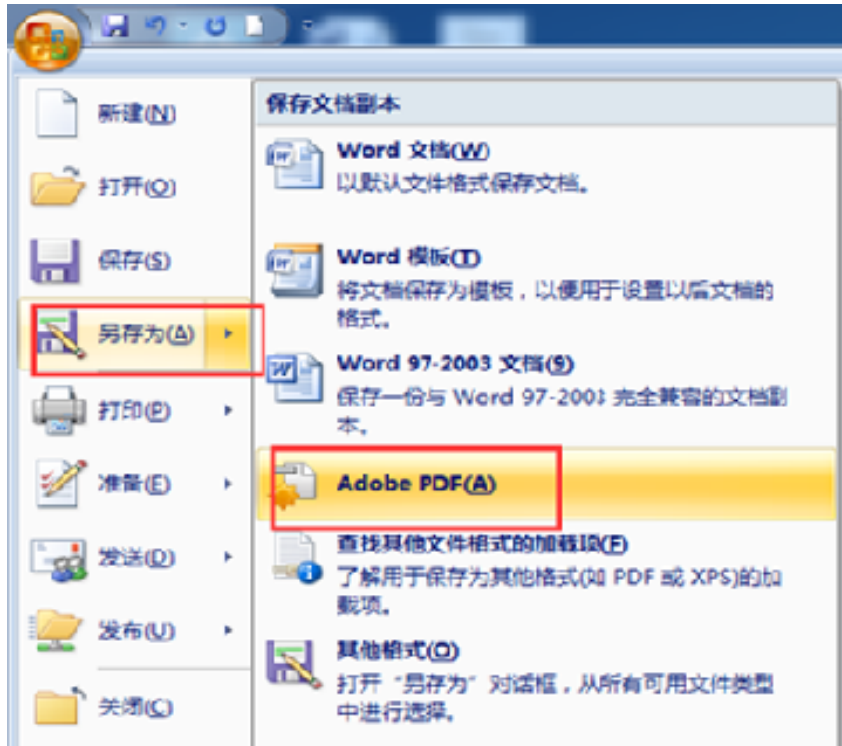 新建(N)
打开(O)
保存(S)
另存为(A)
打印(P)
准备(E)
发送(D)
发布(U)
关闭(C)
保存文档副本
Word 文档(W)
以默认文件格式保存文档。
Word 模板(T)
将文档保存为模板，以便用于设置以后文档的
格式。
Word 97-2003 文档(9)
保存一份与 Word 97-2003 完全兼容的文档副
本。
Adobe PDF(A)
查找其他文件格式的加载项(F)
了解用于保存为其他格式(如 PDF 或 XPS)的加
载项。
其他格式(O)
打开“另存为”对话框，从所有可用文件类型
中进行选择。